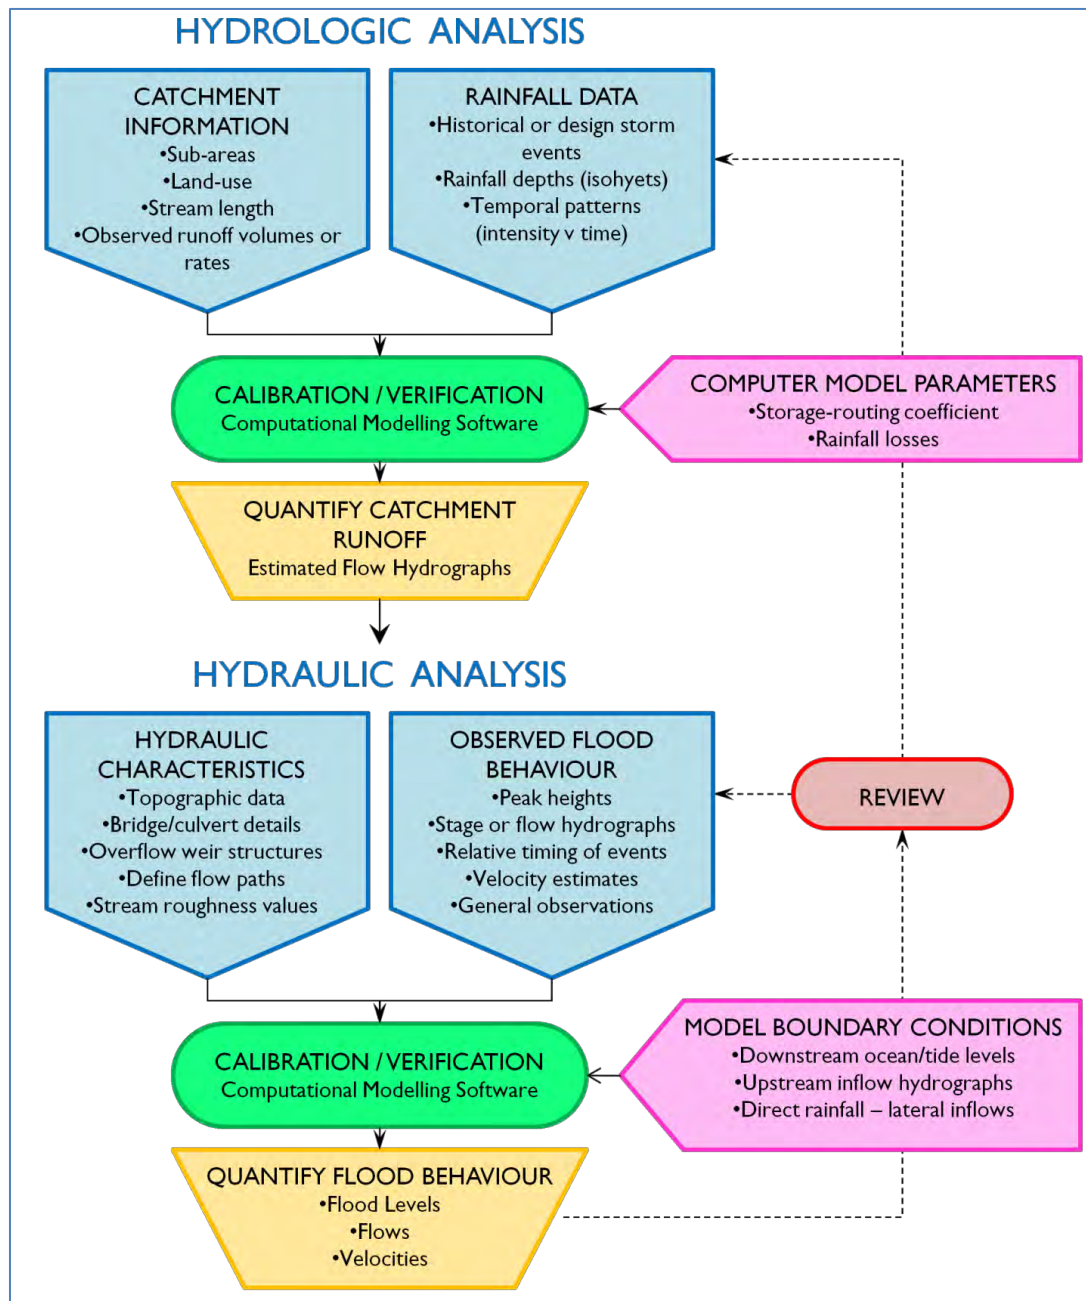 HYDROLOGIC ANALYSIS
CATCHMENT
INFORMATION
•Sub-areas
•Land-use
•Stream length
•Observed runoff volumes or
rates
RAINFALL DATA
•Historical or design storm
events
•Rainfall depths (isohyets)
•Temporal patterns
(intensity v time)
CALIBRATION / VERIFICATION
Computational Modelling Software
COMPUTER MODEL PARAMETERS
•Storage-routing coefficient
•Rainfall losses
QUANTIFY CATCHMENT
RUNOFF
Estimated Flow Hydrographs
HYDRAULIC ANALYSIS
HYDRAULIC
CHARACTERISTICS
•Topographic data
•Bridge/culvert details
•Overflow weir structures
•Define flow paths
•Stream roughness values
OBSERVED FLOOD
BEHAVIOUR
•Peak heights
•Stage or flow hydrographs
•Relative timing of events
•Velocity estimates
•General observations
REVIEW
CALIBRATION / VERIFICATION
Computational Modelling Software
MODEL BOUNDARY CONDITIONS
•Downstream ocean/tide levels
•Upstream inflow hydrographs
•Direct rainfall – lateral inflows
QUANTIFY FLOOD BEHAVIOUR
•Flood Levels
•Flows
•Velocities